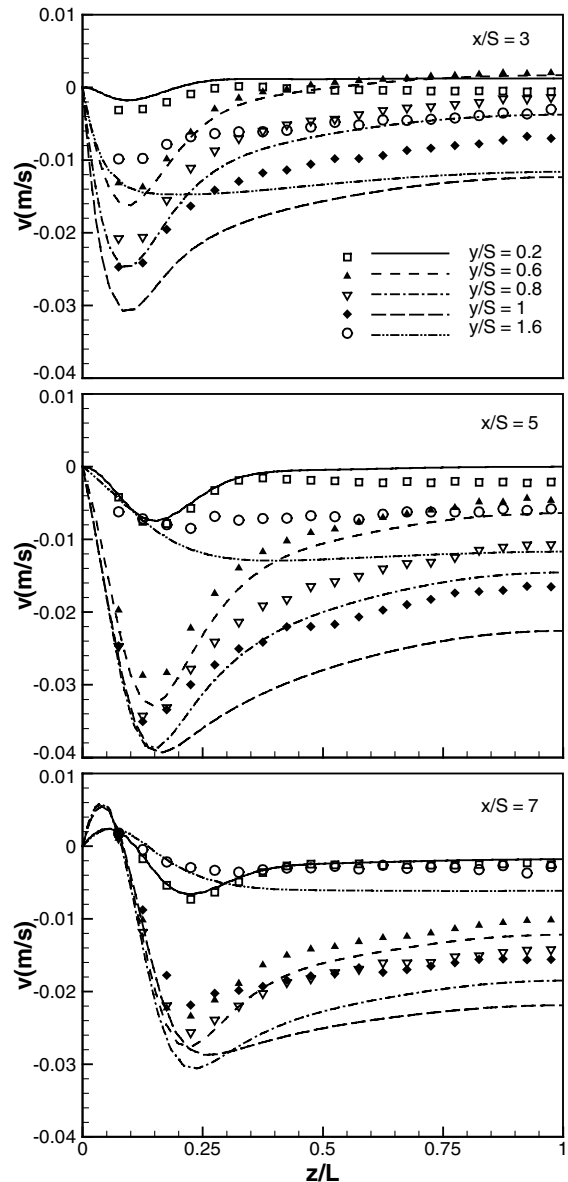 0.01
x/S = 3
0
-0.01
v(m/s)
-0.02
y/S = 0.2
y/S = 0.6
y/S = 0.8
y/S = 1
y/S = 1.6
-0.03
-0.04
0.01
x/S = 5
0
-0.01
v(m/s)
-0.02
-0.03
-0.04
0.01
x/S = 7
0
-0.01
v(m/s)
-0.02
-0.03
-0.04
0 0.25 0.5 0.75 1
z/L